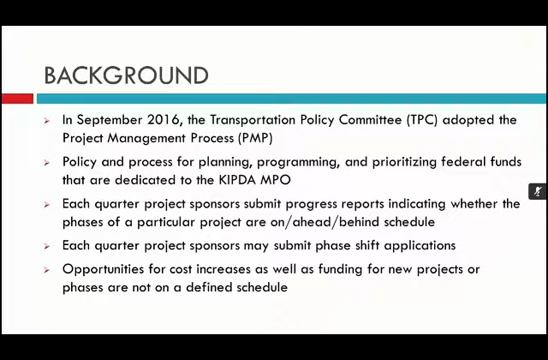 BACKGROUND
In September 2016, the Transportation Policy Committee (TPC) adopted the
Project Management Process (PMP)
Policy and process for planning, programming, and prioritizing federal funds
that are dedicated to the KIPDA MPO
Each quarter project sponsors submit progress reports indicating whether the
phases of a particular project are on/ahead/behind schedule
Each quarter project sponsors may submit phase shift applications
Opportunities for cost increases as well as funding for new projects or
phases are not on a defined schedule